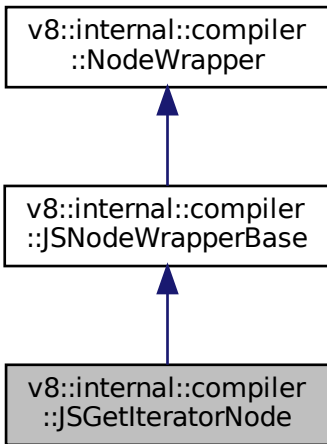 v8::internal::compiler
::NodeWrapper
v8::internal::compiler
::JSNodeWrapperBase
v8::internal::compiler
::JSGetIteratorNode